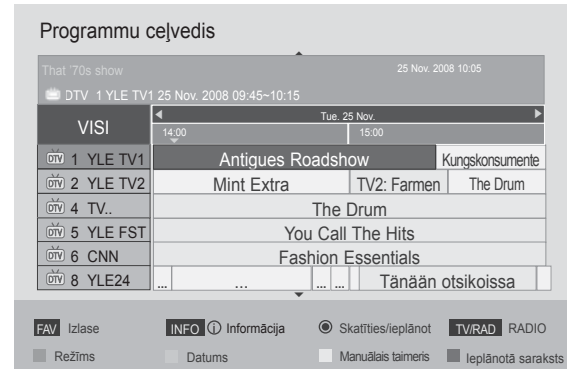 Programmu ceļvedis
That '70s show 25 Nov. 2008 10:05
DTV 1 YLE TV1 25 Nov. 2008 09:45~10:15
VISI Tue. 25 Nov.
14:00 15:00
DTV 1 YLE TV1 Antigues Roadshow Kungskonsumente
DTV 2 YLE TV2 Mint Extra TV2: Farmen The Drum
DTV 4 TV.. The Drum
DTV 5 YLE FST You Call The Hits
DTV 6 CNN Fashion Essentials
DTV 8 YLE24 ... ... ... ... Tänään otsikoissa
FAV Izlase INFO Informācija Skatīties/ieplānot TV/RAD RADIO
Režīms Datums Manuālais taimeris Ieplānotā saraksts